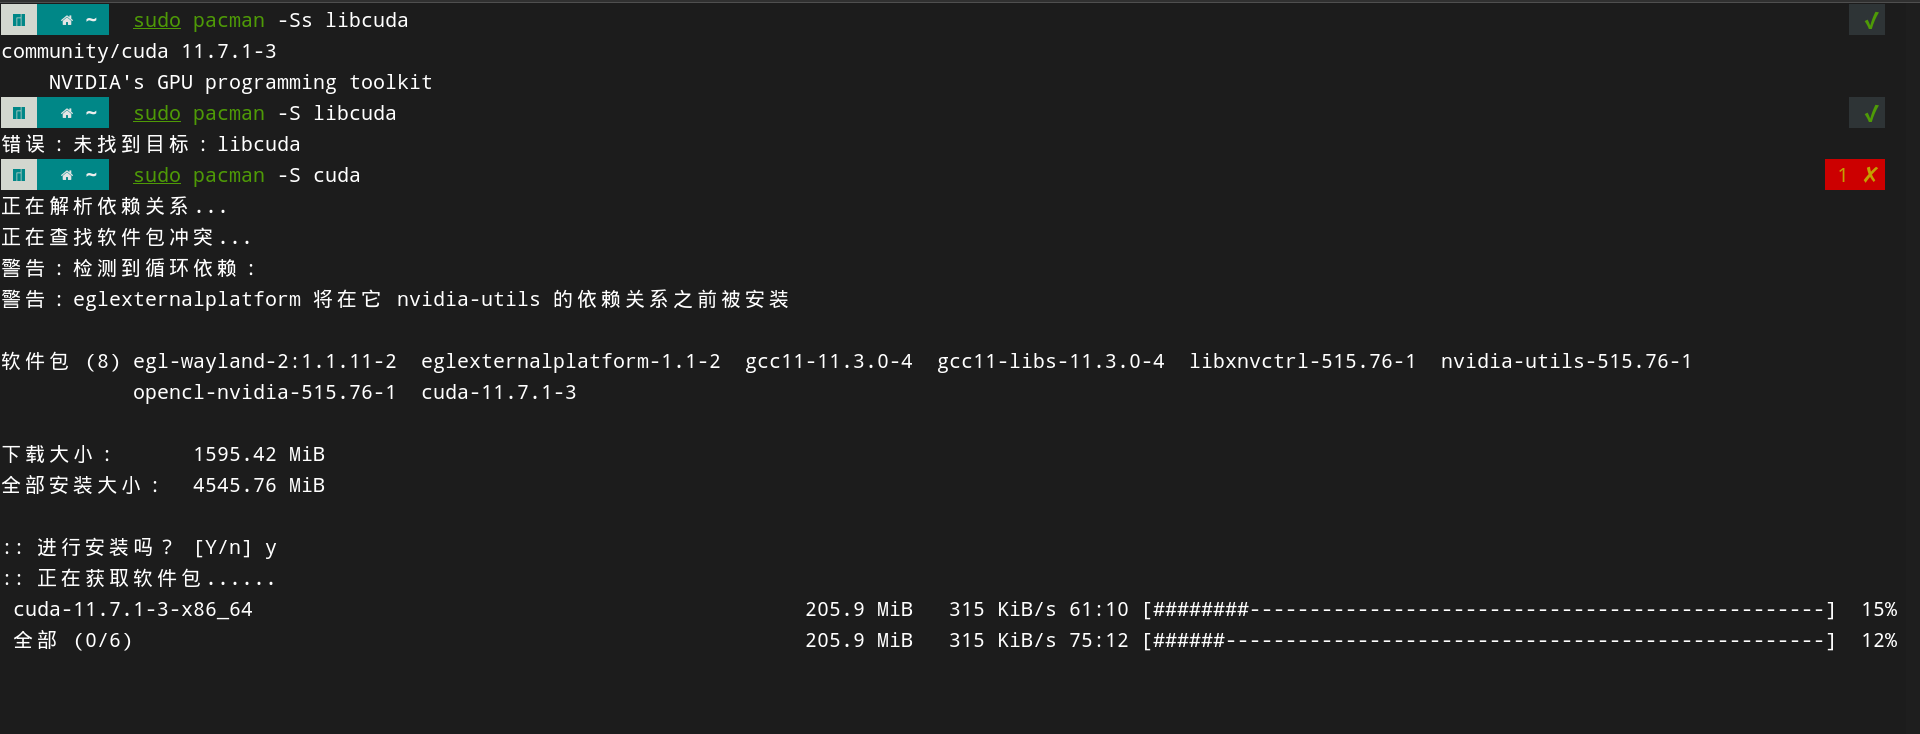 ~ sudo pacman -Ss libcuda ✓
community/cuda 11.7.1-3
NVIDIA's GPU programming toolkit
~ sudo pacman -S libcuda ✓
错误：未找到目标：libcuda
~ sudo pacman -S cuda 1 ✗
正在解析依赖关系...
正在查找软件包冲突...
警告：检测到循环依赖：
警告：eglexternalplatform 将在它 nvidia-utils 的依赖关系之前被安装
软件包 (8) egl-wayland-2:1.1.11-2  eglexternalplatform-1.1-2  gcc11-11.3.0-4  gcc11-libs-11.3.0-4  libxnvctrl-515.76-1  nvidia-utils-515.76-1
opencl-nvidia-515.76-1  cuda-11.7.1-3
下载大小：  1595.42 MiB
全部安装大小：  4545.76 MiB
:: 进行安装吗？ [Y/n] y
:: 正在获取软件包......
cuda-11.7.1-3-x86_64  205.9 MiB  315 KiB/s 61:10 [########------------------------------------------------] 15%
全部 (0/6)  205.9 MiB  315 KiB/s 75:12 [######--------------------------------------------------] 12%